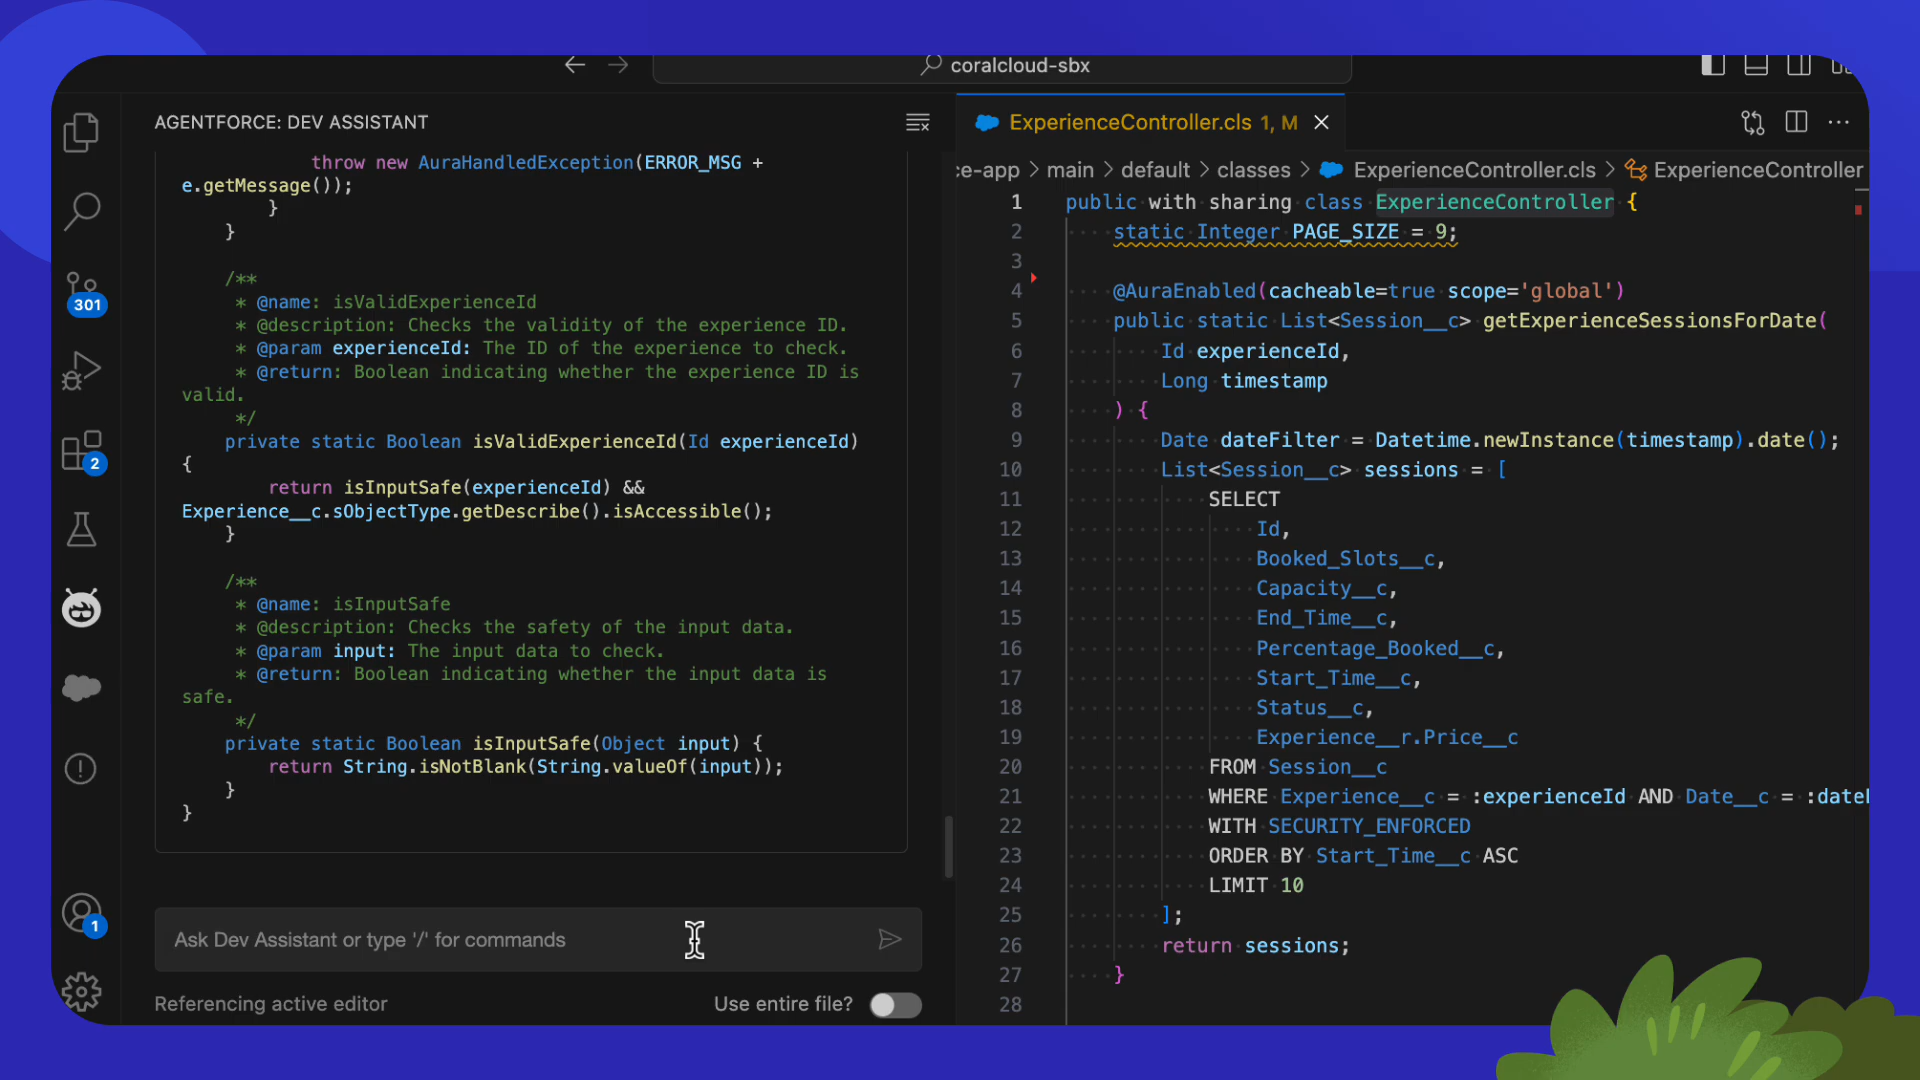 coralcloud-sbx
AGENTFORCE: DEV ASSISTANT
throw new AuraHandledException(ERROR_MSG +
e.getMessage());
}
}
/**
* @name: isValidExperienceId
* @description: Checks the validity of the experience ID.
* @param experienceId: The ID of the experience to check.
* @return: Boolean indicating whether the experience ID is
valid.
*/
private static Boolean isValidExperienceId(Id experienceId)
{
return isInputSafe(experienceId) &&
Experience__c.sObjectType.getDescribe().isAccessible();
}
/**
* @name: isInputSafe
* @description: Checks the safety of the input data.
* @param input: The input data to check.
* @return: Boolean indicating whether the input data is
safe.
*/
private static Boolean isInputSafe(Object input) {
return String.isNotBlank(String.valueOf(input));
}
}
Ask Dev Assistant or type '/' for commands
Referencing active editor
Use entire file?
301
2
1
ExperienceController.cls 1, M
ce-app > main > default > classes > ExperienceController.cls > ExperienceController
1 public with sharing class ExperienceController {
2 static Integer PAGE_SIZE = 9;
3
4 @AuraEnabled(cacheable=true scope='global')
5 public static List<Session__c> getExperienceSessionsForDate(
6 Id experienceId,
7 Long timestamp
8 ) {
9 Date dateFilter = Datetime.newInstance(timestamp).date();
10 List<Session__c> sessions = [
11 SELECT
12 Id,
13 Booked_Slots__c,
14 Capacity__c,
15 End_Time__c,
16 Percentage_Booked__c,
17 Start_Time__c,
18 Status__c,
19 Experience__r.Price__c
20 FROM Session__c
21 WHERE Experience__c = :experienceId AND Date__c = :date
22 WITH SECURITY_ENFORCED
23 ORDER BY Start_Time__c ASC
24 LIMIT 10
25 ];
26 return sessions;
27 }
28